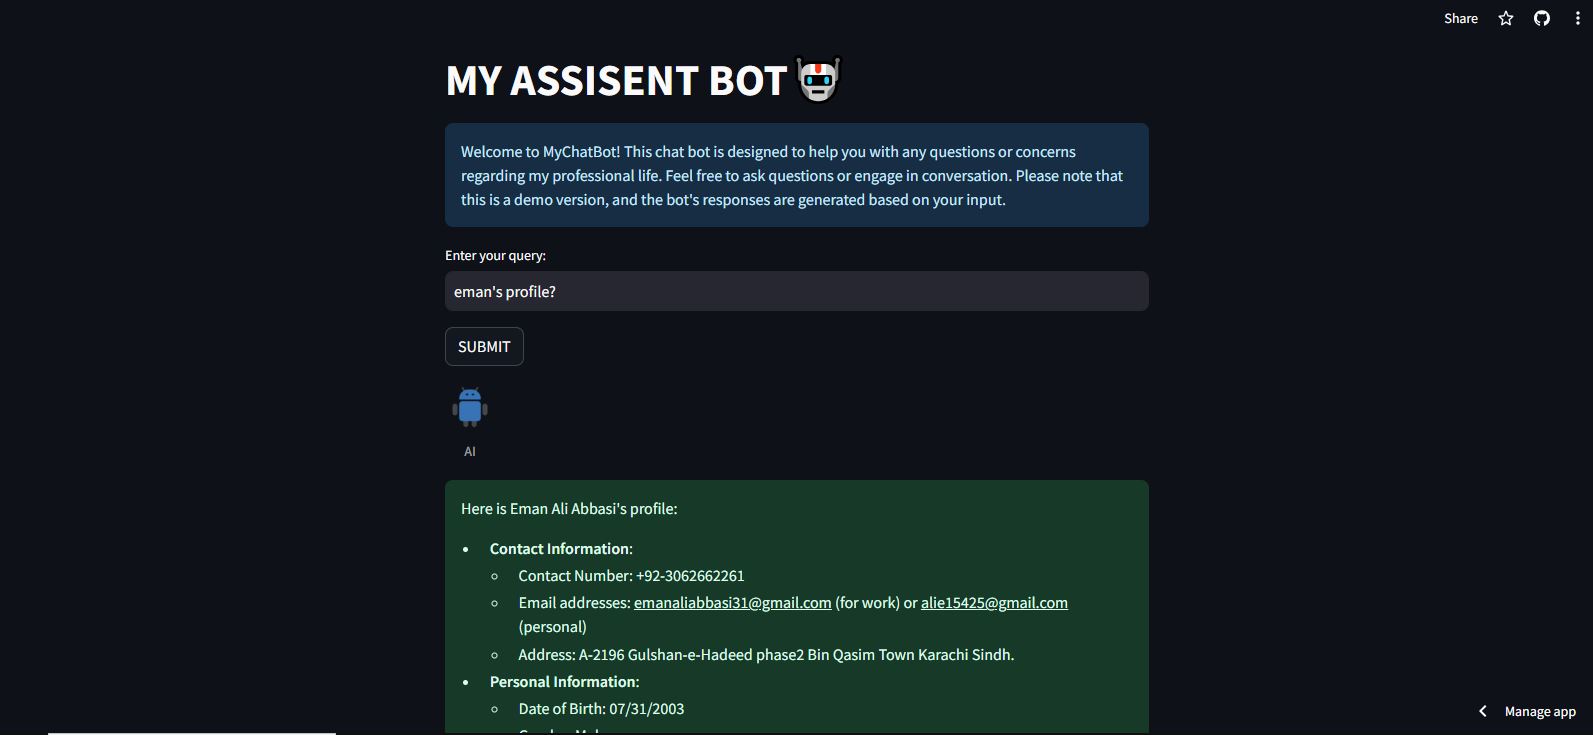 Share
MY ASSISENT BOT
Welcome to MyChatBot! This chat bot is designed to help you with any questions or concerns
regarding my professional life. Feel free to ask questions or engage in conversation. Please note that
this is a demo version, and the bot's responses are generated based on your input.
Enter your query:
eman's profile?
SUBMIT
AI
Here is Eman Ali Abbasi's profile:
• Contact Information:
◦ Contact Number: +92-3062662261
◦ Email addresses: emanaliabbasi31@gmail.com (for work) or alie15425@gmail.com
(personal)
◦ Address: A-2196 Gulshan-e-Hadeed phase2 Bin Qasim Town Karachi Sindh.
• Personal Information:
◦ Date of Birth: 07/31/2003
Manage app